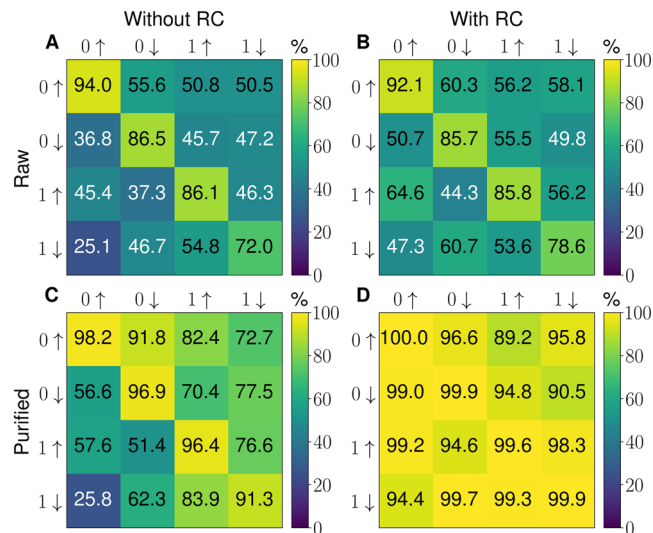 Without RC
With RC
A 0 ↑ 0 ↓ 1 ↑ 1 ↓ %
B 0 ↑ 0 ↓ 1 ↑ 1 ↓ %
Raw
0 ↑ 94.0 55.6 50.8 50.5
0 ↓ 36.8 86.5 45.7 47.2
1 ↑ 45.4 37.3 86.1 46.3
1 ↓ 25.1 46.7 54.8 72.0
100
80
60
40
20
0
0 ↑ 92.1 60.3 56.2 58.1
0 ↓ 50.7 85.7 55.5 49.8
1 ↑ 64.6 44.3 85.8 56.2
1 ↓ 47.3 60.7 53.6 78.6
100
80
60
40
20
0
C 0 ↑ 0 ↓ 1 ↑ 1 ↓ %
D 0 ↑ 0 ↓ 1 ↑ 1 ↓ %
Purified
0 ↑ 98.2 91.8 82.4 72.7
0 ↓ 56.6 96.9 70.4 77.5
1 ↑ 57.6 51.4 96.4 76.6
1 ↓ 25.8 62.3 83.9 91.3
100
80
60
40
20
0
0 ↑ 100.0 96.6 89.2 95.8
0 ↓ 99.0 99.9 94.8 90.5
1 ↑ 99.2 94.6 99.6 98.3
1 ↓ 94.4 99.7 99.3 99.9
100
80
60
40
20
0